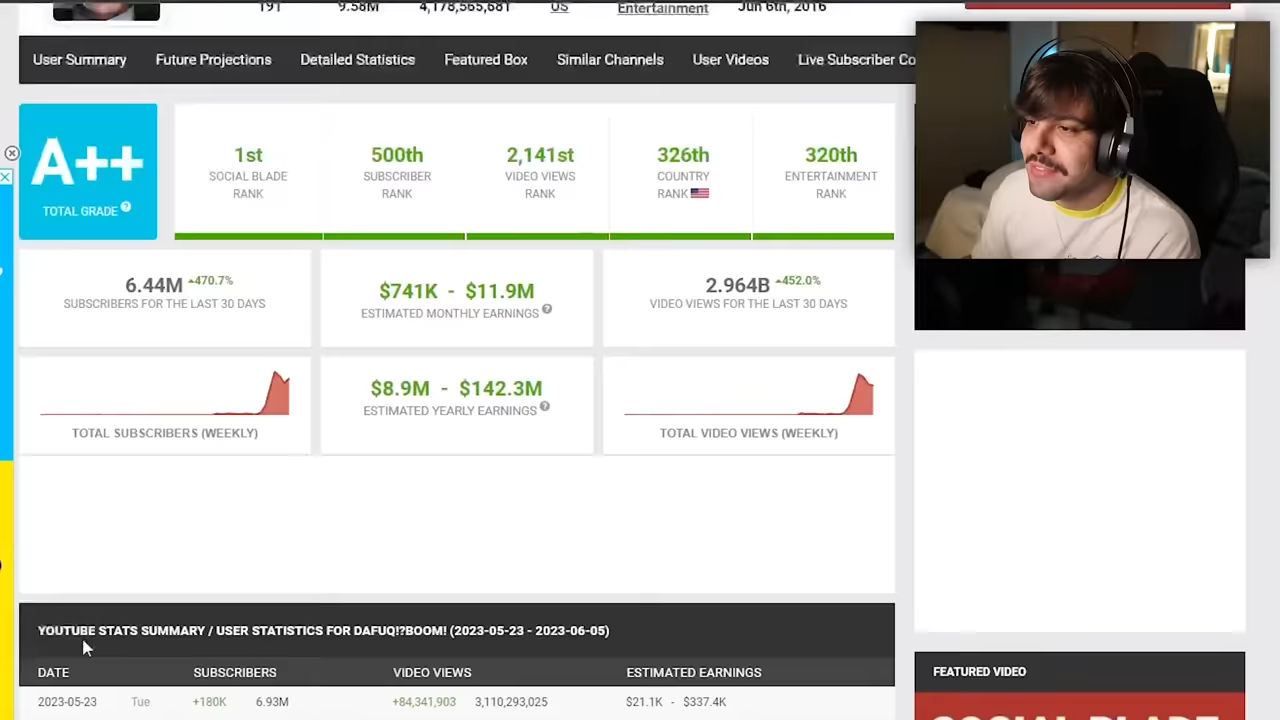 191 9.58M 4,178,565,681 US Entertainment Jun 6th, 2016
User Summary Future Projections Detailed Statistics Featured Box Similar Channels User Videos Live Subscriber Co
A++
TOTAL GRADE
1st
SOCIAL BLADE
RANK
500th
SUBSCRIBER
RANK
2,141st
VIDEO VIEWS
RANK
326th
COUNTRY
RANK
320th
ENTERTAINMENT
RANK
6.44M 470.7%
SUBSCRIBERS FOR THE LAST 30 DAYS
$741K - $11.9M
ESTIMATED MONTHLY EARNINGS
2.964B 452.0%
VIDEO VIEWS FOR THE LAST 30 DAYS
TOTAL SUBSCRIBERS (WEEKLY)
$8.9M - $142.3M
ESTIMATED YEARLY EARNINGS
TOTAL VIDEO VIEWS (WEEKLY)
YOUTUBE STATS SUMMARY / USER STATISTICS FOR DAFUQ!?BOOM! (2023-05-23 - 2023-06-05)
DATE SUBSCRIBERS VIDEO VIEWS ESTIMATED EARNINGS
2023-05-23 Tue +180K 6.93M +84,341,903 3,110,293,025 $21.1K - $337.4K
FEATURED VIDEO
SOCIAL BLADE